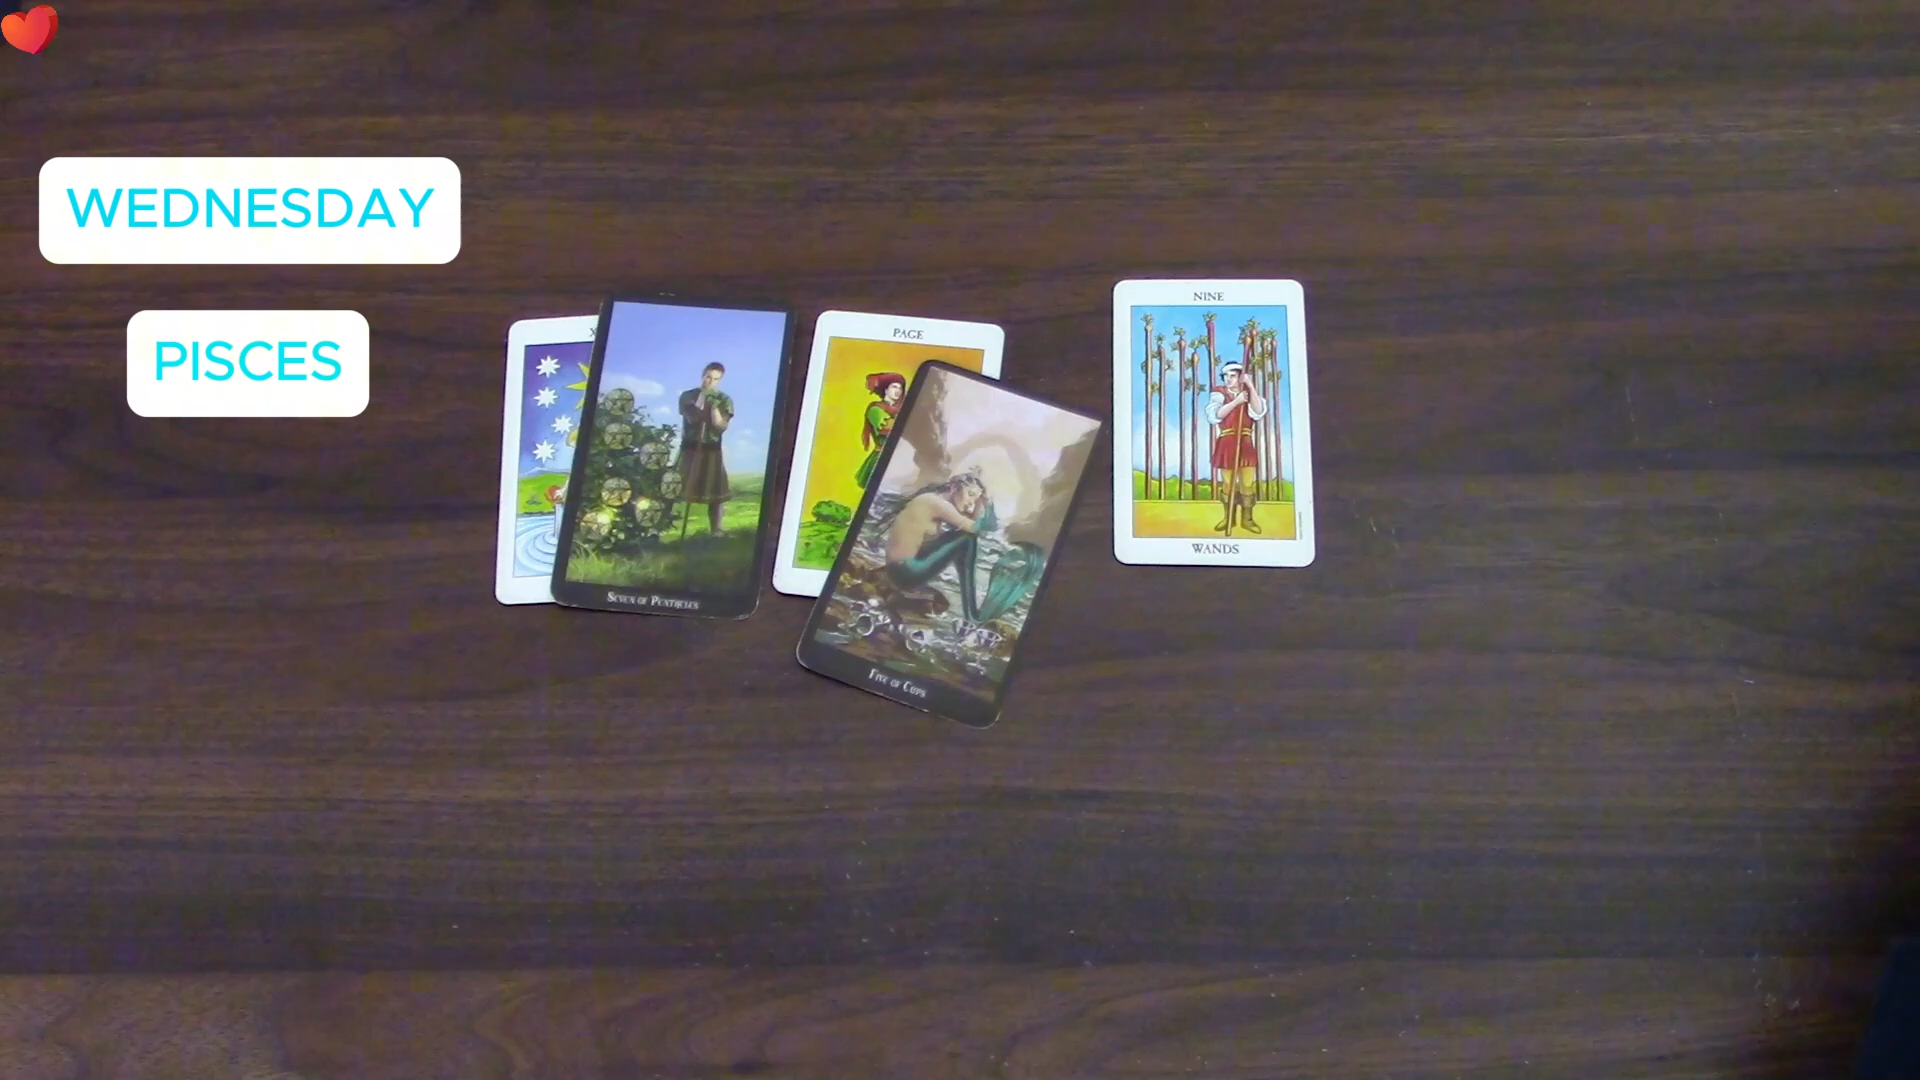 WEDNESDAY
PISCES
X
PAGE
NINE
WANDS
SEVEN OF PENTACLES
FIVE OF CUPS